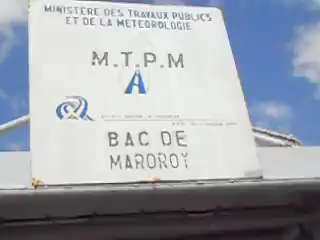 MINISTERE DES TRAVAUX PUBLICS
ET DE LA METEOROLOGIE
M.T.P.M
BAC DE
MAROROY